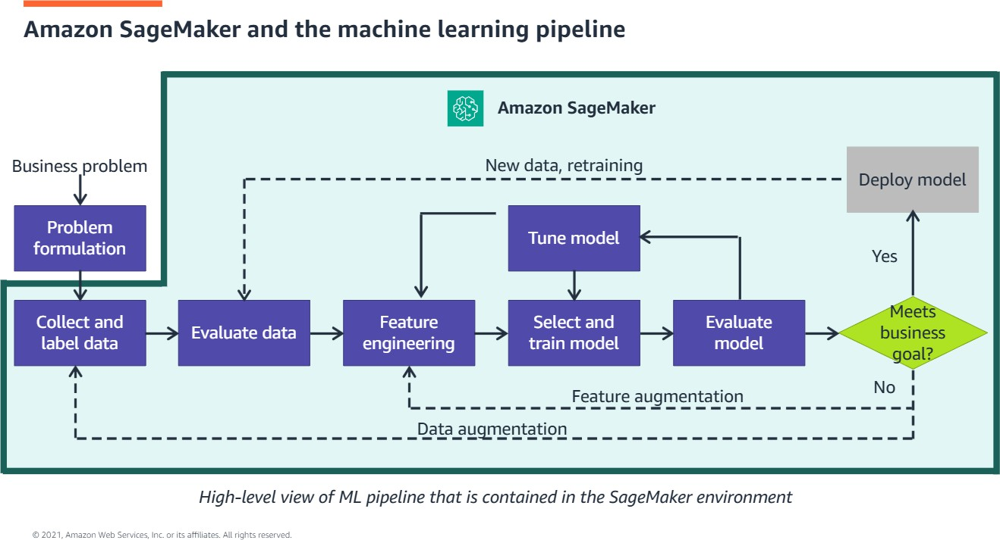 Amazon SageMaker and the machine learning pipeline
Amazon SageMaker
Business problem
New data, retraining
Deploy model
Problem
formulation
Tune model
Yes
Collect and
label data
Evaluate data
Feature
engineering
Select and
train model
Evaluate
model
Meets
business
goal?
No
Feature augmentation
Data augmentation
High-level view of ML pipeline that is contained in the SageMaker environment
© 2021, Amazon Web Services, Inc. or its affiliates. All rights reserved.